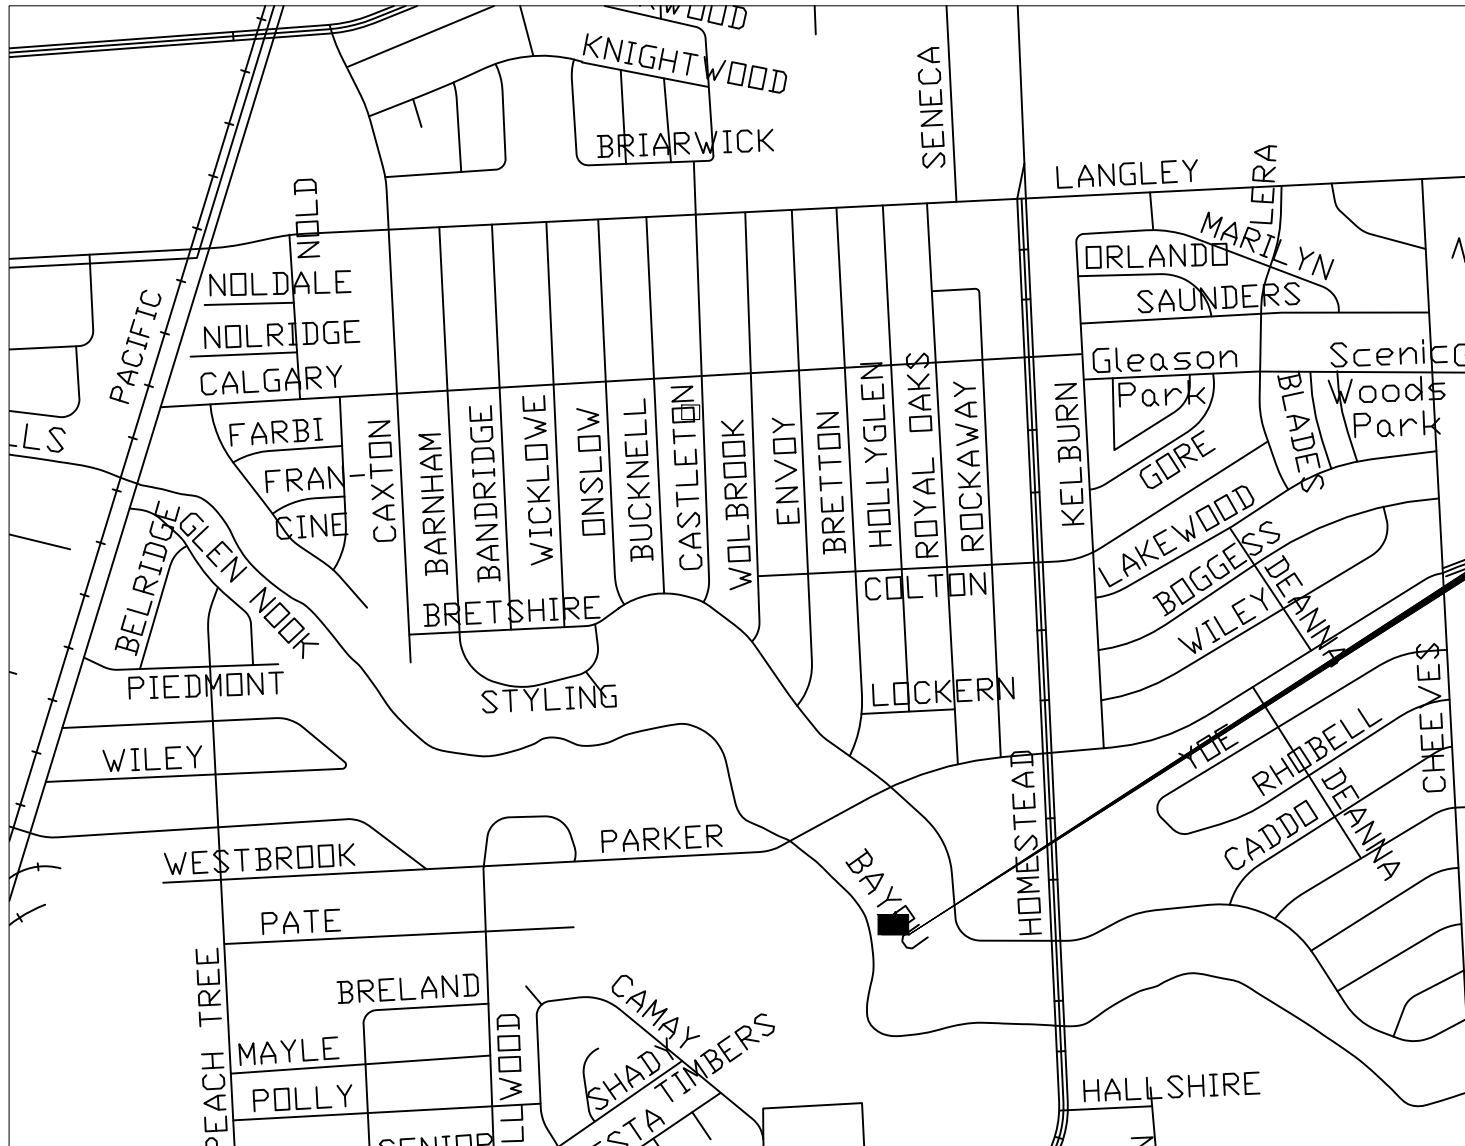 KNIGHTWOOD
SENECA
BRIARWICK
LANGLEY
NOLD
LERA
MARILYN
ORLANDO
NOLDALE
SAUNDERS
PACIFIC
NOLRIDGE
Gleason
Park
Scenic
Woods
Park
CALGARY
FARBI
FRAN-
CINE
CAXTON
BARNHAM
BANDRIDGE
WICKLOWE
ONSLOW
BUCKNELL
CASTLETON
WOLBROOK
ENVOY
BRETTON
HOLLYGLEN
ROYAL OAKS
ROCKAWAY
KELBURN
BLADES
GORE
LAKEWOOD
BOGGESS
WILEY
DEANNA
BELRIDGE
GLEN NOOK
BRETSHIRE
COLTON
PIEDMONT
STYLING
LOCKERN
CHEEVES
WILEY
YOE
RHOBELL
DEANNA
CADDO
HOMESTEAD
PARKER
WESTBROOK
BAYOU
PATE
PEACH TREE
BRELAND
CAMAY
MAYLE
SHADY
TIMBERS
POLLY
HALLSHIRE
SENIOR